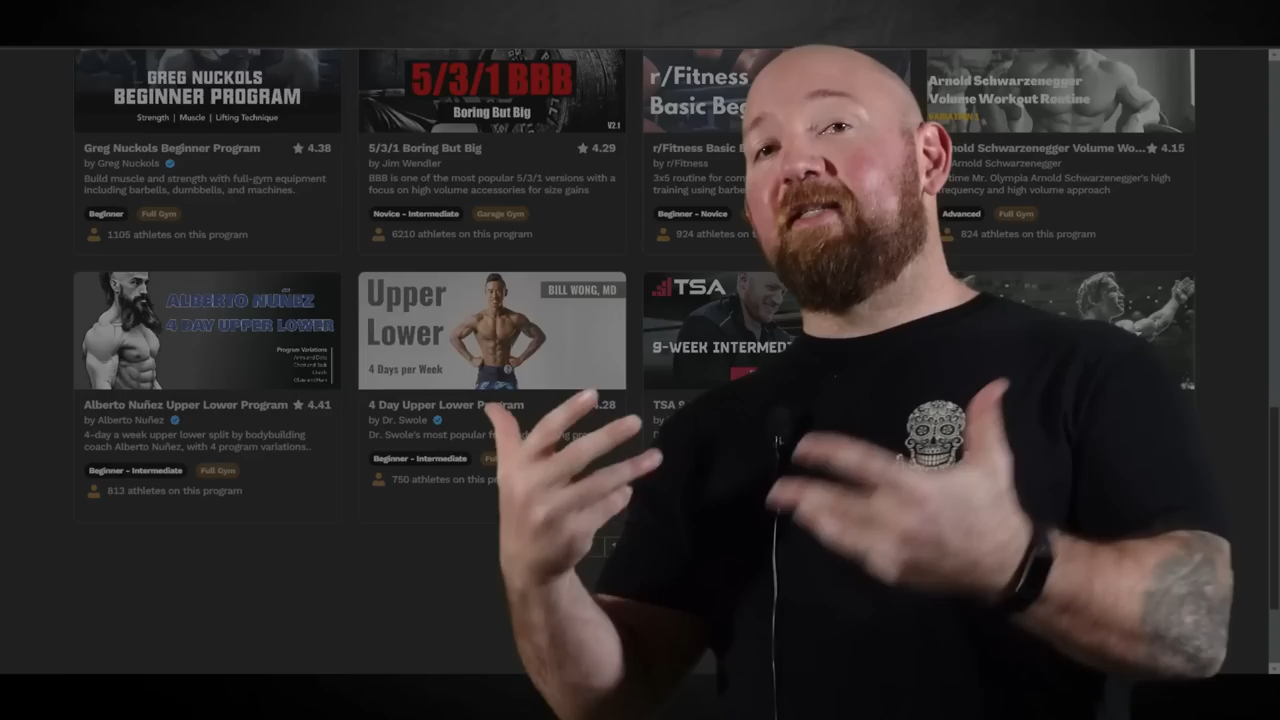 GREG NUCKOLS
BEGINNER PROGRAM
Strength | Muscle | Lifting Technique
Greg Nuckols Beginner Program ★ 4.38
by Greg Nuckols
Build muscle and strength with full-gym equipment
including barbells, dumbbells, and machines.
Beginner Full Gym
1105 athletes on this program
5/3/1 BBB
Boring But Big
V2.1
5/3/1 Boring But Big ★ 4.29
by Jim Wendler
BBB is one of the most popular 5/3/1 versions with a
focus on high volume accessories for size gains
Novice - Intermediate Garage Gym
6210 athletes on this program
r/Fitness
Basic Beg
r/Fitness Basic B
by r/Fitness
3x5 routine for com
training using barbe
Beginner - Novice
924 athletes on
Arnold Schwarzenegger
Volume Workout Routine
VARIATION 1
nold Schwarzenegger Volume Wo... ★ 4.15
Arnold Schwarzenegger
time Mr. Olympia Arnold Schwarzenegger's high
requency and high volume approach
Advanced Full Gym
824 athletes on this program
ALBERTO NUÑEZ
4 DAY UPPER LOWER
Program Variations
Alberto Nuñez Upper Lower Program ★ 4.41
by Alberto Nuñez
4-day a week upper lower split by bodybuilding
coach Alberto Nuñez, with 4 program variations..
Beginner - Intermediate Full Gym
813 athletes on this program
Upper
Lower
4 Days per Week
BILL WONG, MD
4 Day Upper Lower Program 4.28
by Dr. Swole
Dr. Swole's most popular
Beginner - Intermediate
750 athletes on this
TSA
9-WEEK INTERMED
TSA
by